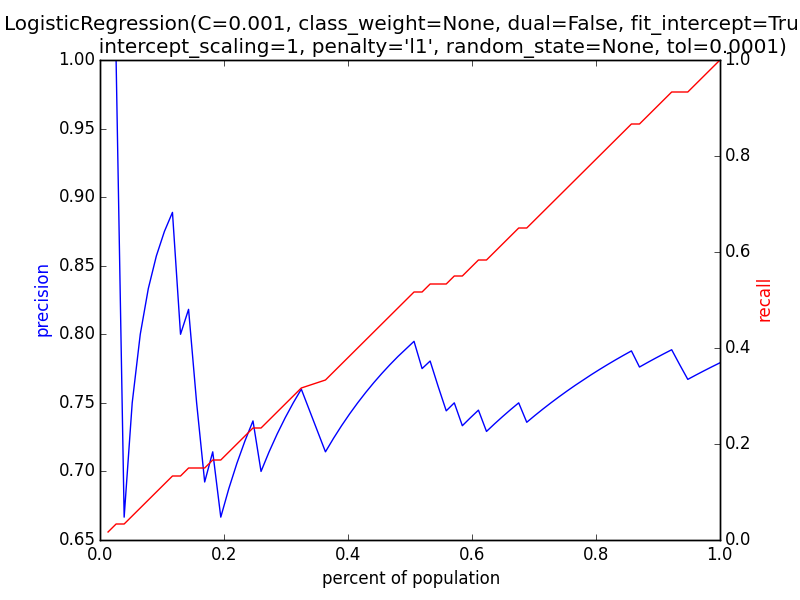 LogisticRegression(C=0.001, class_weight=None, dual=False, fit_intercept=Tru
intercept_scaling=1, penalty='l1', random_state=None, tol=0.0001)
1.00
0.95
0.90
0.85
0.80
0.75
0.70
0.65
precision
1.0
0.8
0.6
0.4
0.2
0.0
recall
0.0 0.2 0.4 0.6 0.8 1.0
percent of population